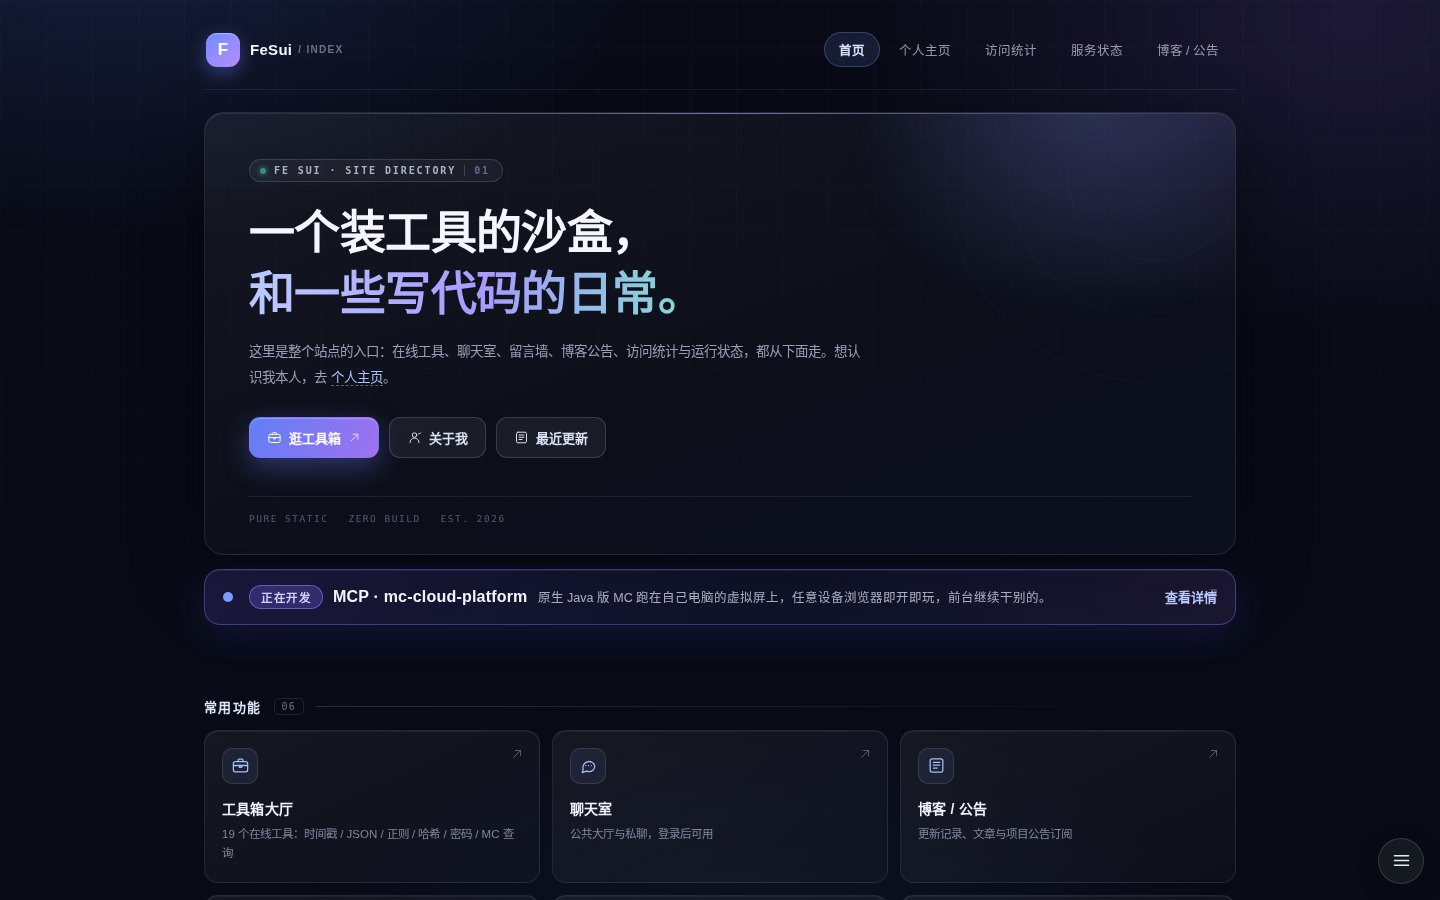 F FeSui / INDEX 首页 个人主页 访问统计 服务状态 博客 / 公告
FE SUI · SITE DIRECTORY 01
一个装工具的沙盒，
和一些写代码的日常。
这里是整个站点的入口：在线工具、聊天室、留言墙、博客公告、访问统计与运行状态，都从下面走。想认
识我本人，去 个人主页。
逛工具箱 关于我 最近更新
PURE STATIC ZERO BUILD EST. 2026
正在开发 MCP · mc-cloud-platform 原生 Java 版 MC 跑在自己电脑的虚拟屏上，任意设备浏览器即开即玩，前台继续干别的。 查看详情
常用功能 06
工具箱大厅
19 个在线工具：时间戳 / JSON / 正则 / 哈希 / 密码 / MC 查
询
聊天室
公共大厅与私聊，登录后可用
博客 / 公告
更新记录、文章与项目公告订阅